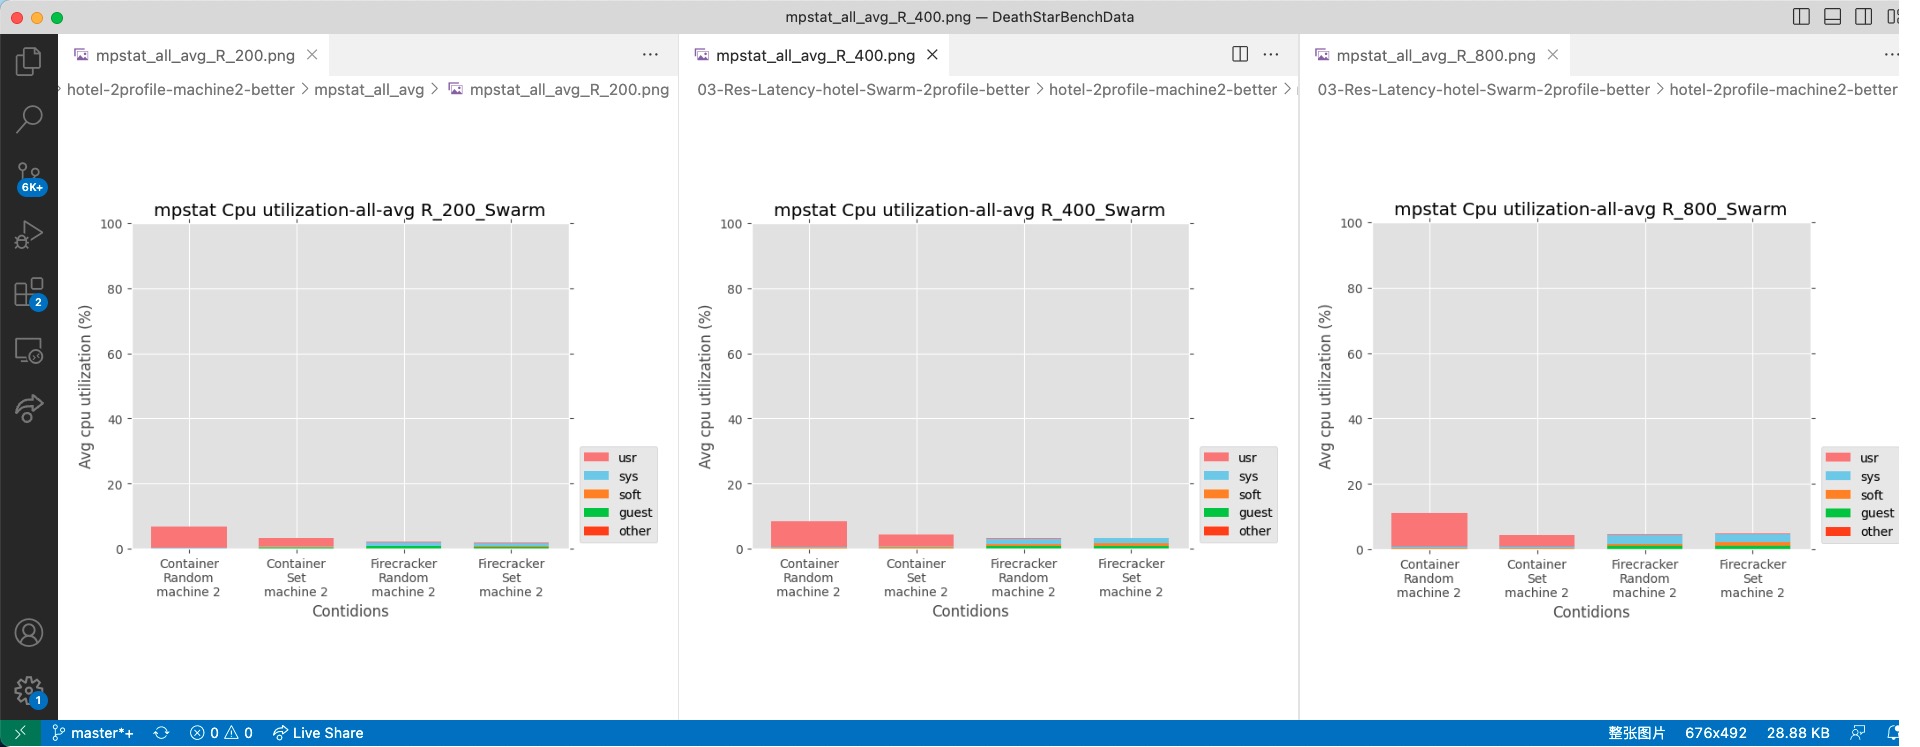 mpstat_all_avg_R_400.png — DeathStarBenchData
mpstat_all_avg_R_200.png
hotel-2profile-machine2-better > mpstat_all_avg > mpstat_all_avg_R_200.png
mpstat Cpu utilization-all-avg R_200_Swarm
100
80
60
40
20
0
Avg cpu utilization (%)
usr
sys
soft
guest
other
Container Random machine 2
Container Set machine 2
Firecracker Random machine 2
Firecracker Set machine 2
Contidions
mpstat_all_avg_R_400.png
03-Res-Latency-hotel-Swarm-2profile-better > hotel-2profile-machine2-better >
mpstat Cpu utilization-all-avg R_400_Swarm
100
80
60
40
20
0
Avg cpu utilization (%)
usr
sys
soft
guest
other
Container Random machine 2
Container Set machine 2
Firecracker Random machine 2
Firecracker Set machine 2
Contidions
mpstat_all_avg_R_800.png
03-Res-Latency-hotel-Swarm-2profile-better > hotel-2profile-machine2-better
mpstat Cpu utilization-all-avg R_800_Swarm
100
80
60
40
20
0
Avg cpu utilization (%)
usr
sys
soft
guest
other
Container Random machine 2
Container Set machine 2
Firecracker Random machine 2
Firecracker Set machine 2
Contidions
6K+
2
1
master*+
0
0
Live Share
整张图片
676x492
28.88 KB